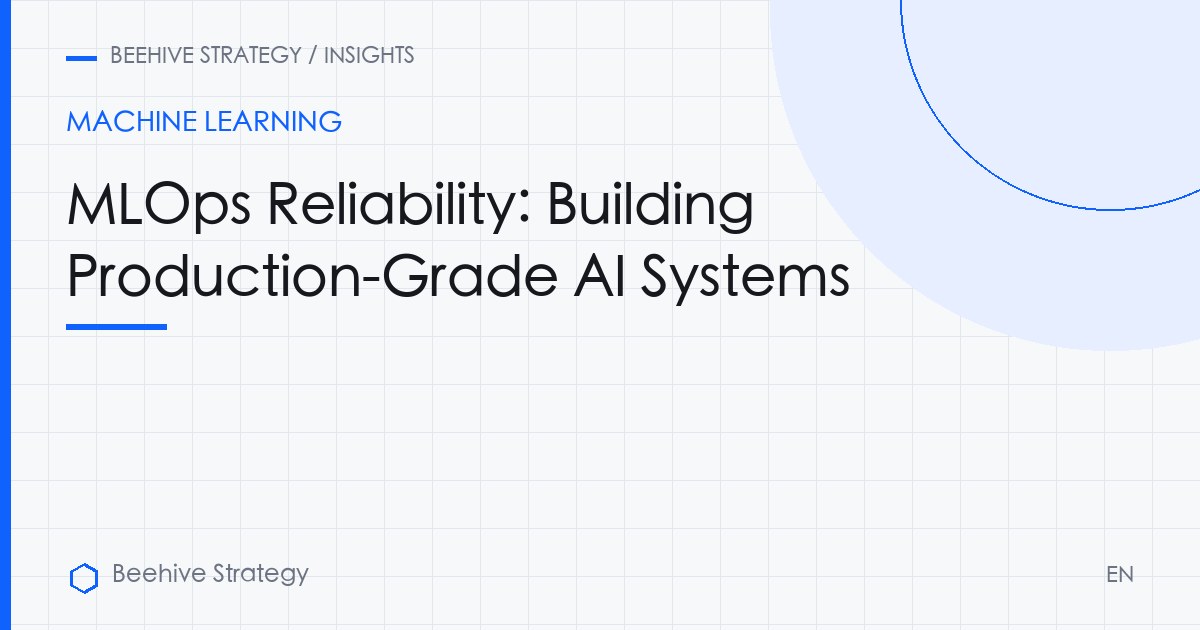 BEEHIVE STRATEGY / INSIGHTS
MACHINE LEARNING
MLOps Reliability: Building
Production-Grade AI Systems
Beehive Strategy
EN